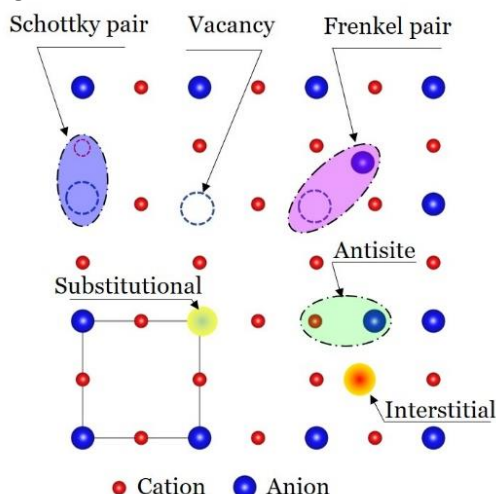 Schottky pair Vacancy Frenkel pair
Antisite
Substitutional
Interstitial
Cation Anion